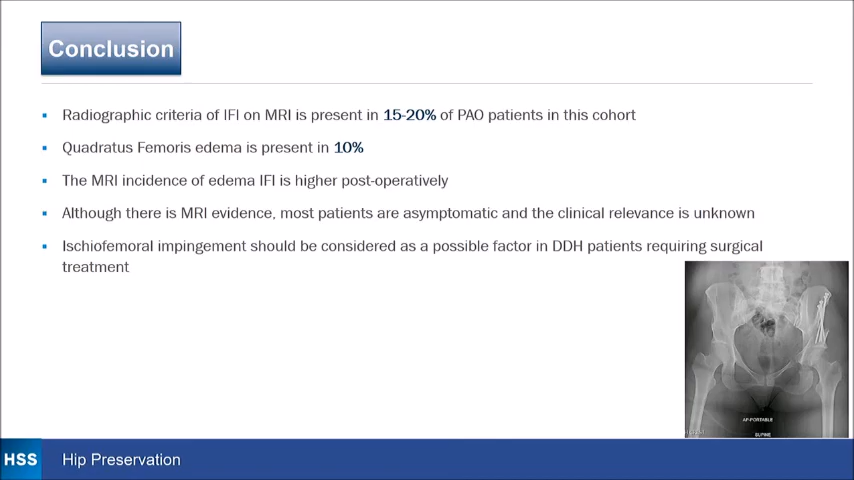 Conclusion
Radiographic criteria of IFI on MRI is present in 15-20% of PAO patients in this cohort
Quadratus Femoris edema is present in 10%
The MRI incidence of edema IFI is higher post-operatively
Although there is MRI evidence, most patients are asymptomatic and the clinical relevance is unknown
Ischiofemoral impingement should be considered as a possible factor in DDH patients requiring surgical
treatment
AP-PORTABLE
SUPINE
HSS Hip Preservation